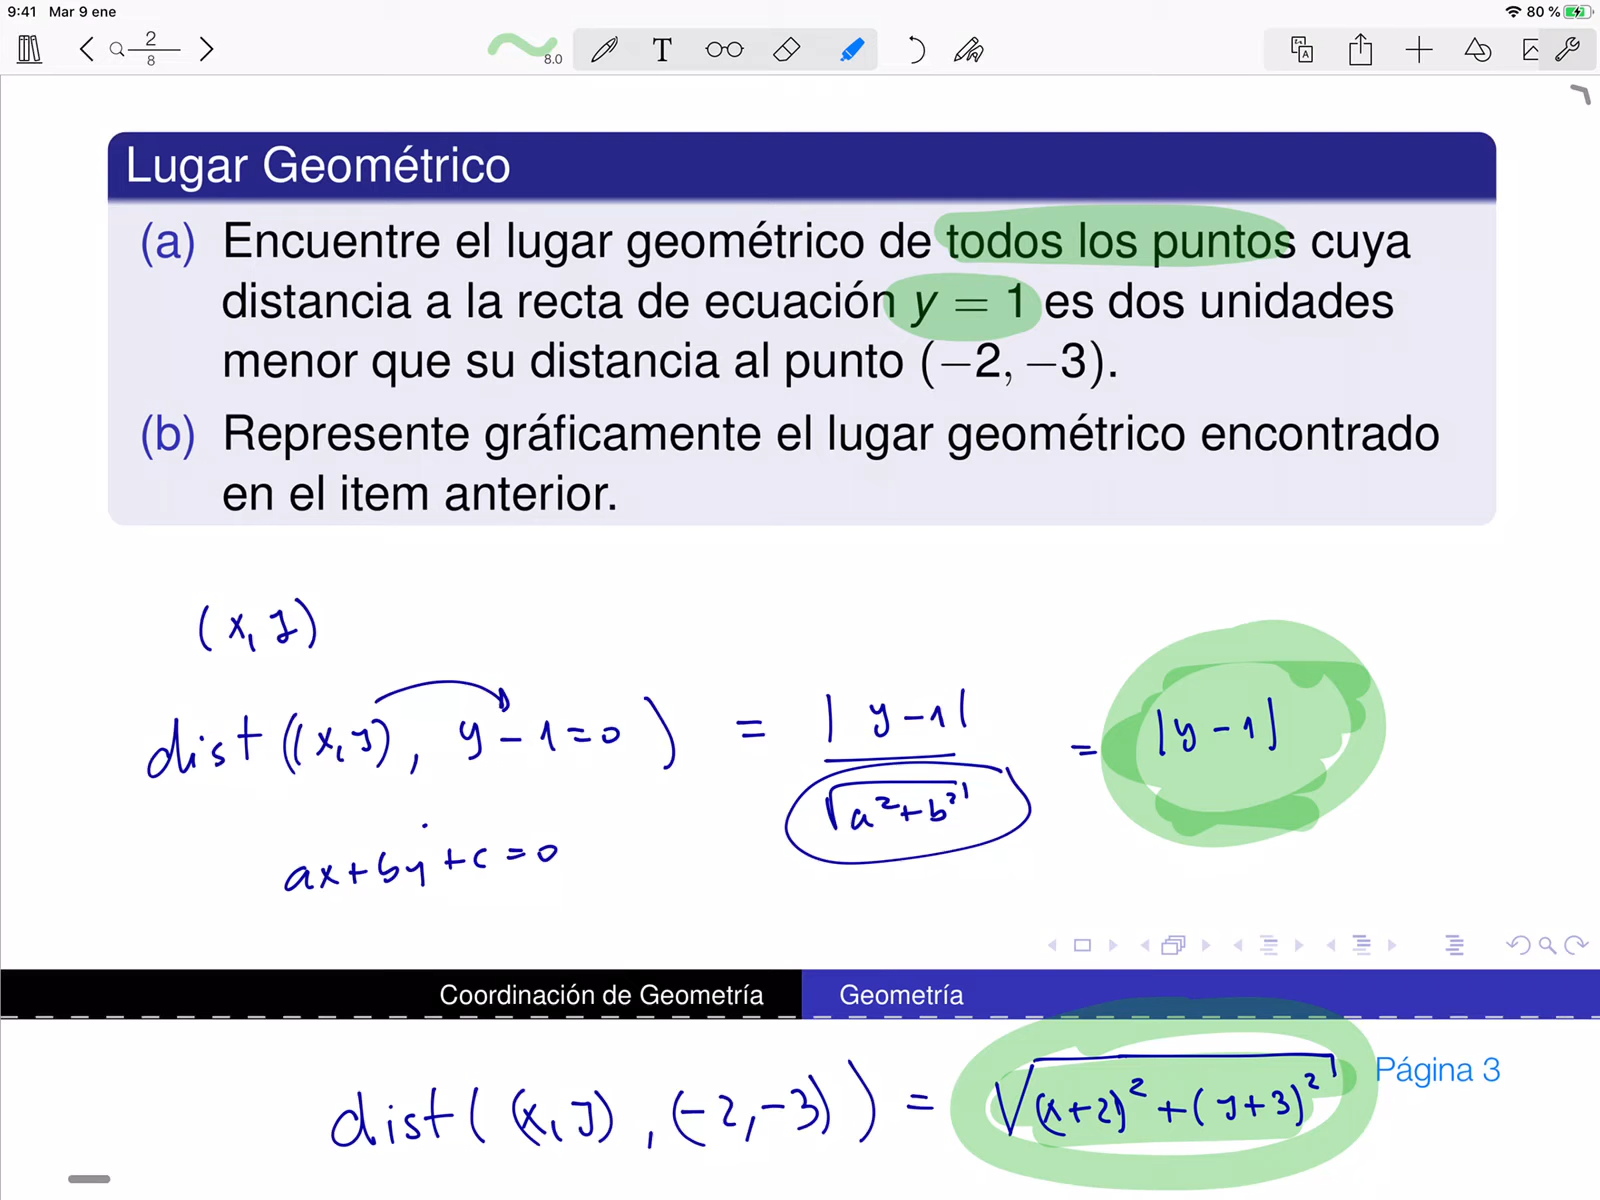 9:41 Mar 9 ene 80 %
2
8
8.0
T
Lugar Geométrico
(a) Encuentre el lugar geométrico de todos los puntos cuya
distancia a la recta de ecuación y = 1 es dos unidades
menor que su distancia al punto (−2, −3).
(b) Represente gráficamente el lugar geométrico encontrado
en el item anterior.
(x, y)
dist((x,y), y-1=0) = |y-1| / √(a²+b²) = |y-1|
ax+by+c=0
Coordinación de Geometría Geometría
Página 3
dist((x,y),(-2,-3)) = √((x+2)²+(y+3)²)